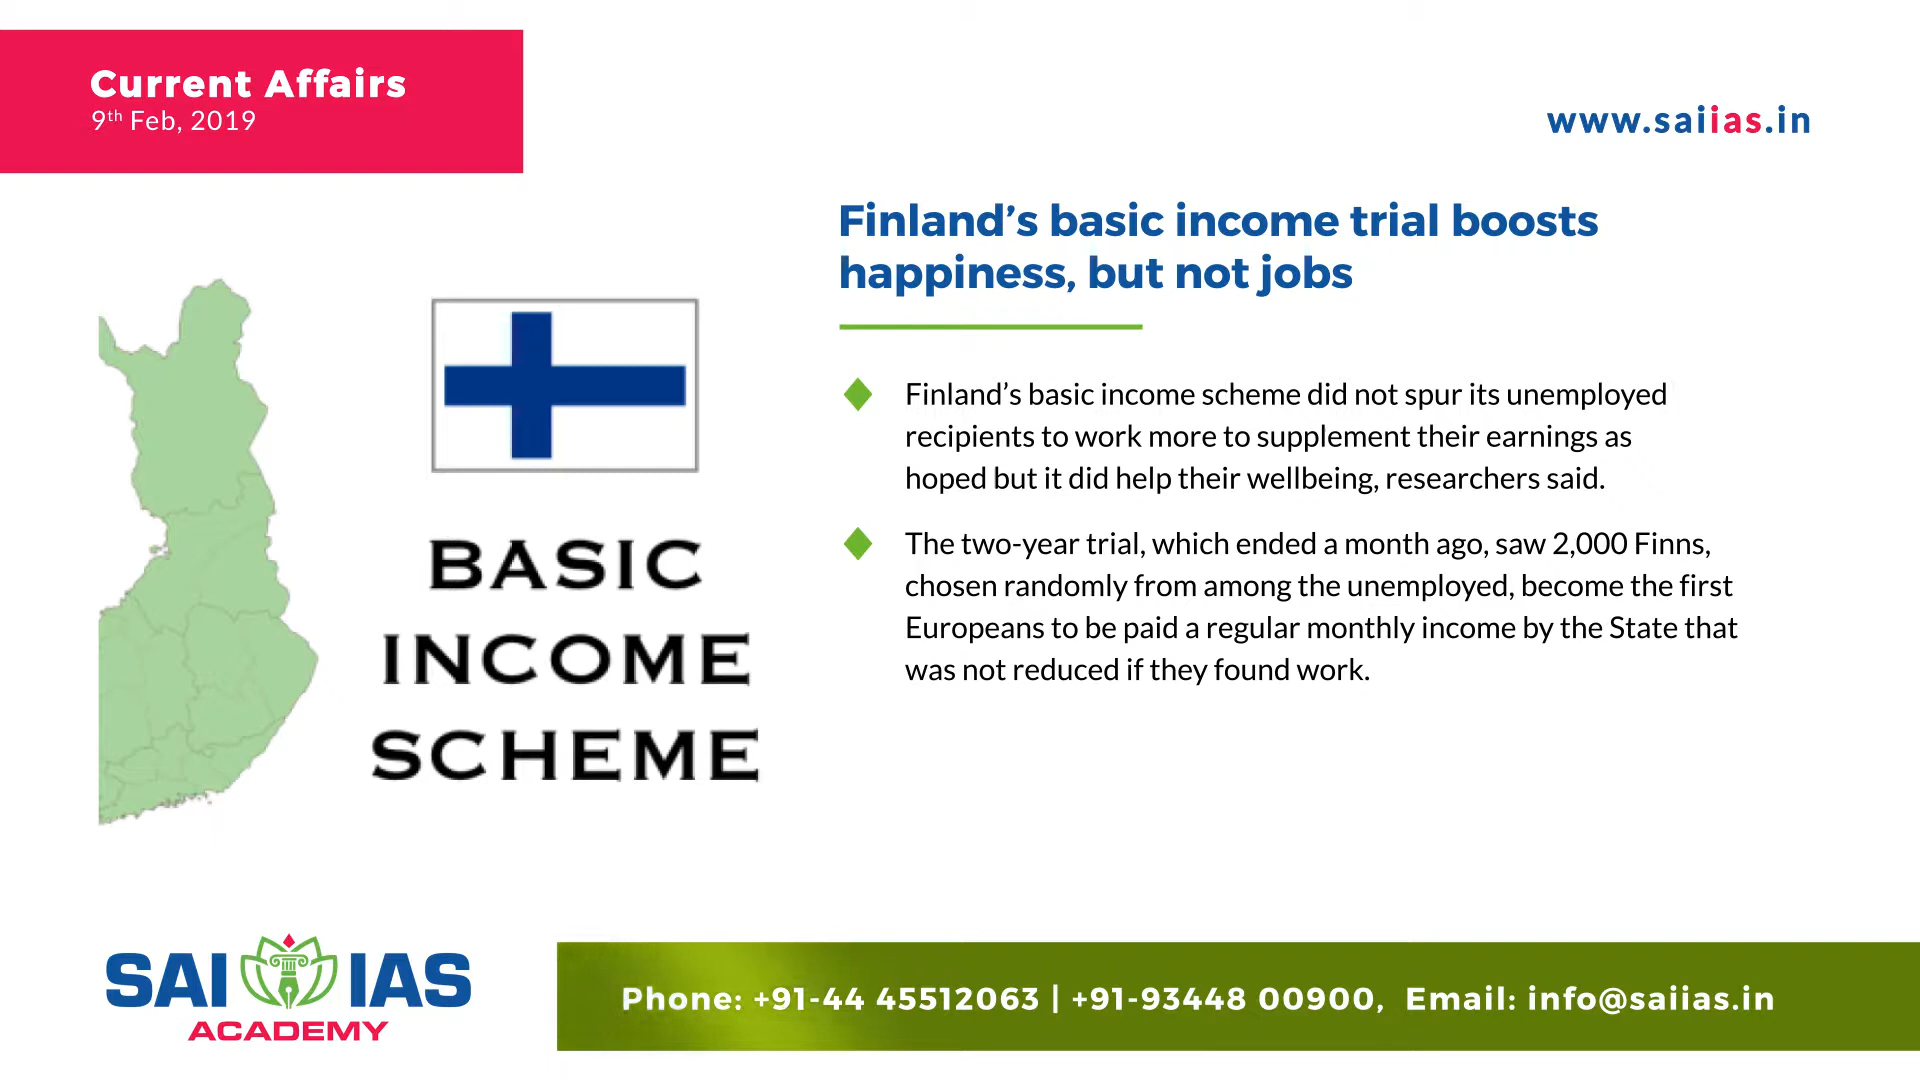 Current Affairs
9th Feb, 2019
www.saiias.in
Finland’s basic income trial boosts
happiness, but not jobs
Finland’s basic income scheme did not spur its unemployed
recipients to work more to supplement their earnings as
hoped but it did help their wellbeing, researchers said.
The two-year trial, which ended a month ago, saw 2,000 Finns,
chosen randomly from among the unemployed, become the first
Europeans to be paid a regular monthly income by the State that
was not reduced if they found work.
BASIC
INCOME
SCHEME
SAI IAS
ACADEMY
Phone: +91-44 45512063 | +91-93448 00900, Email: info@saiias.in